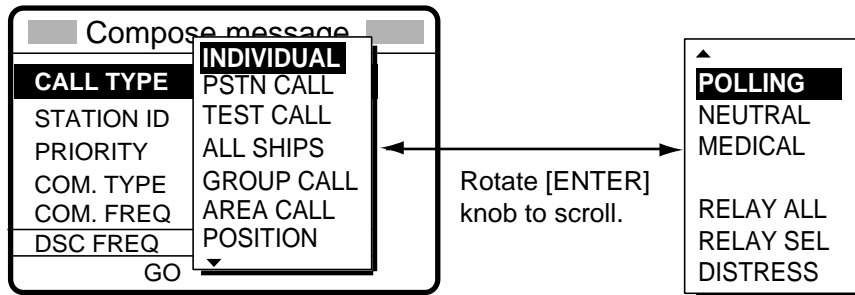 Compose message
CALL TYPE
STATION ID
PRIORITY
COM. TYPE
COM. FREQ
DSC FREQ
GO
INDIVIDUAL
PSTN CALL
TEST CALL
ALL SHIPS
GROUP CALL
AREA CALL
POSITION
Rotate [ENTER]
knob to scroll.
POLLING
NEUTRAL
MEDICAL
RELAY ALL
RELAY SEL
DISTRESS